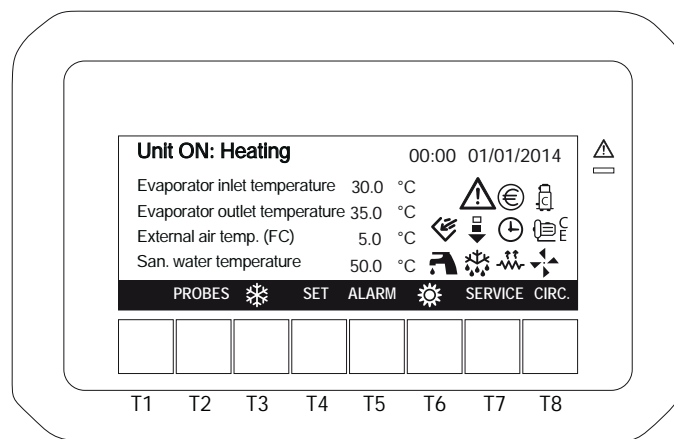 Unit ON: Heating 00:00 01/01/2014
Evaporator inlet temperature 30.0 °C
Evaporator outlet temperature 35.0 °C
External air temp. (FC) 5.0 °C
San. water temperature 50.0 °C
C
€
C
E
PROBES SET ALARM SERVICE CIRC.
T1 T2 T3 T4 T5 T6 T7 T8